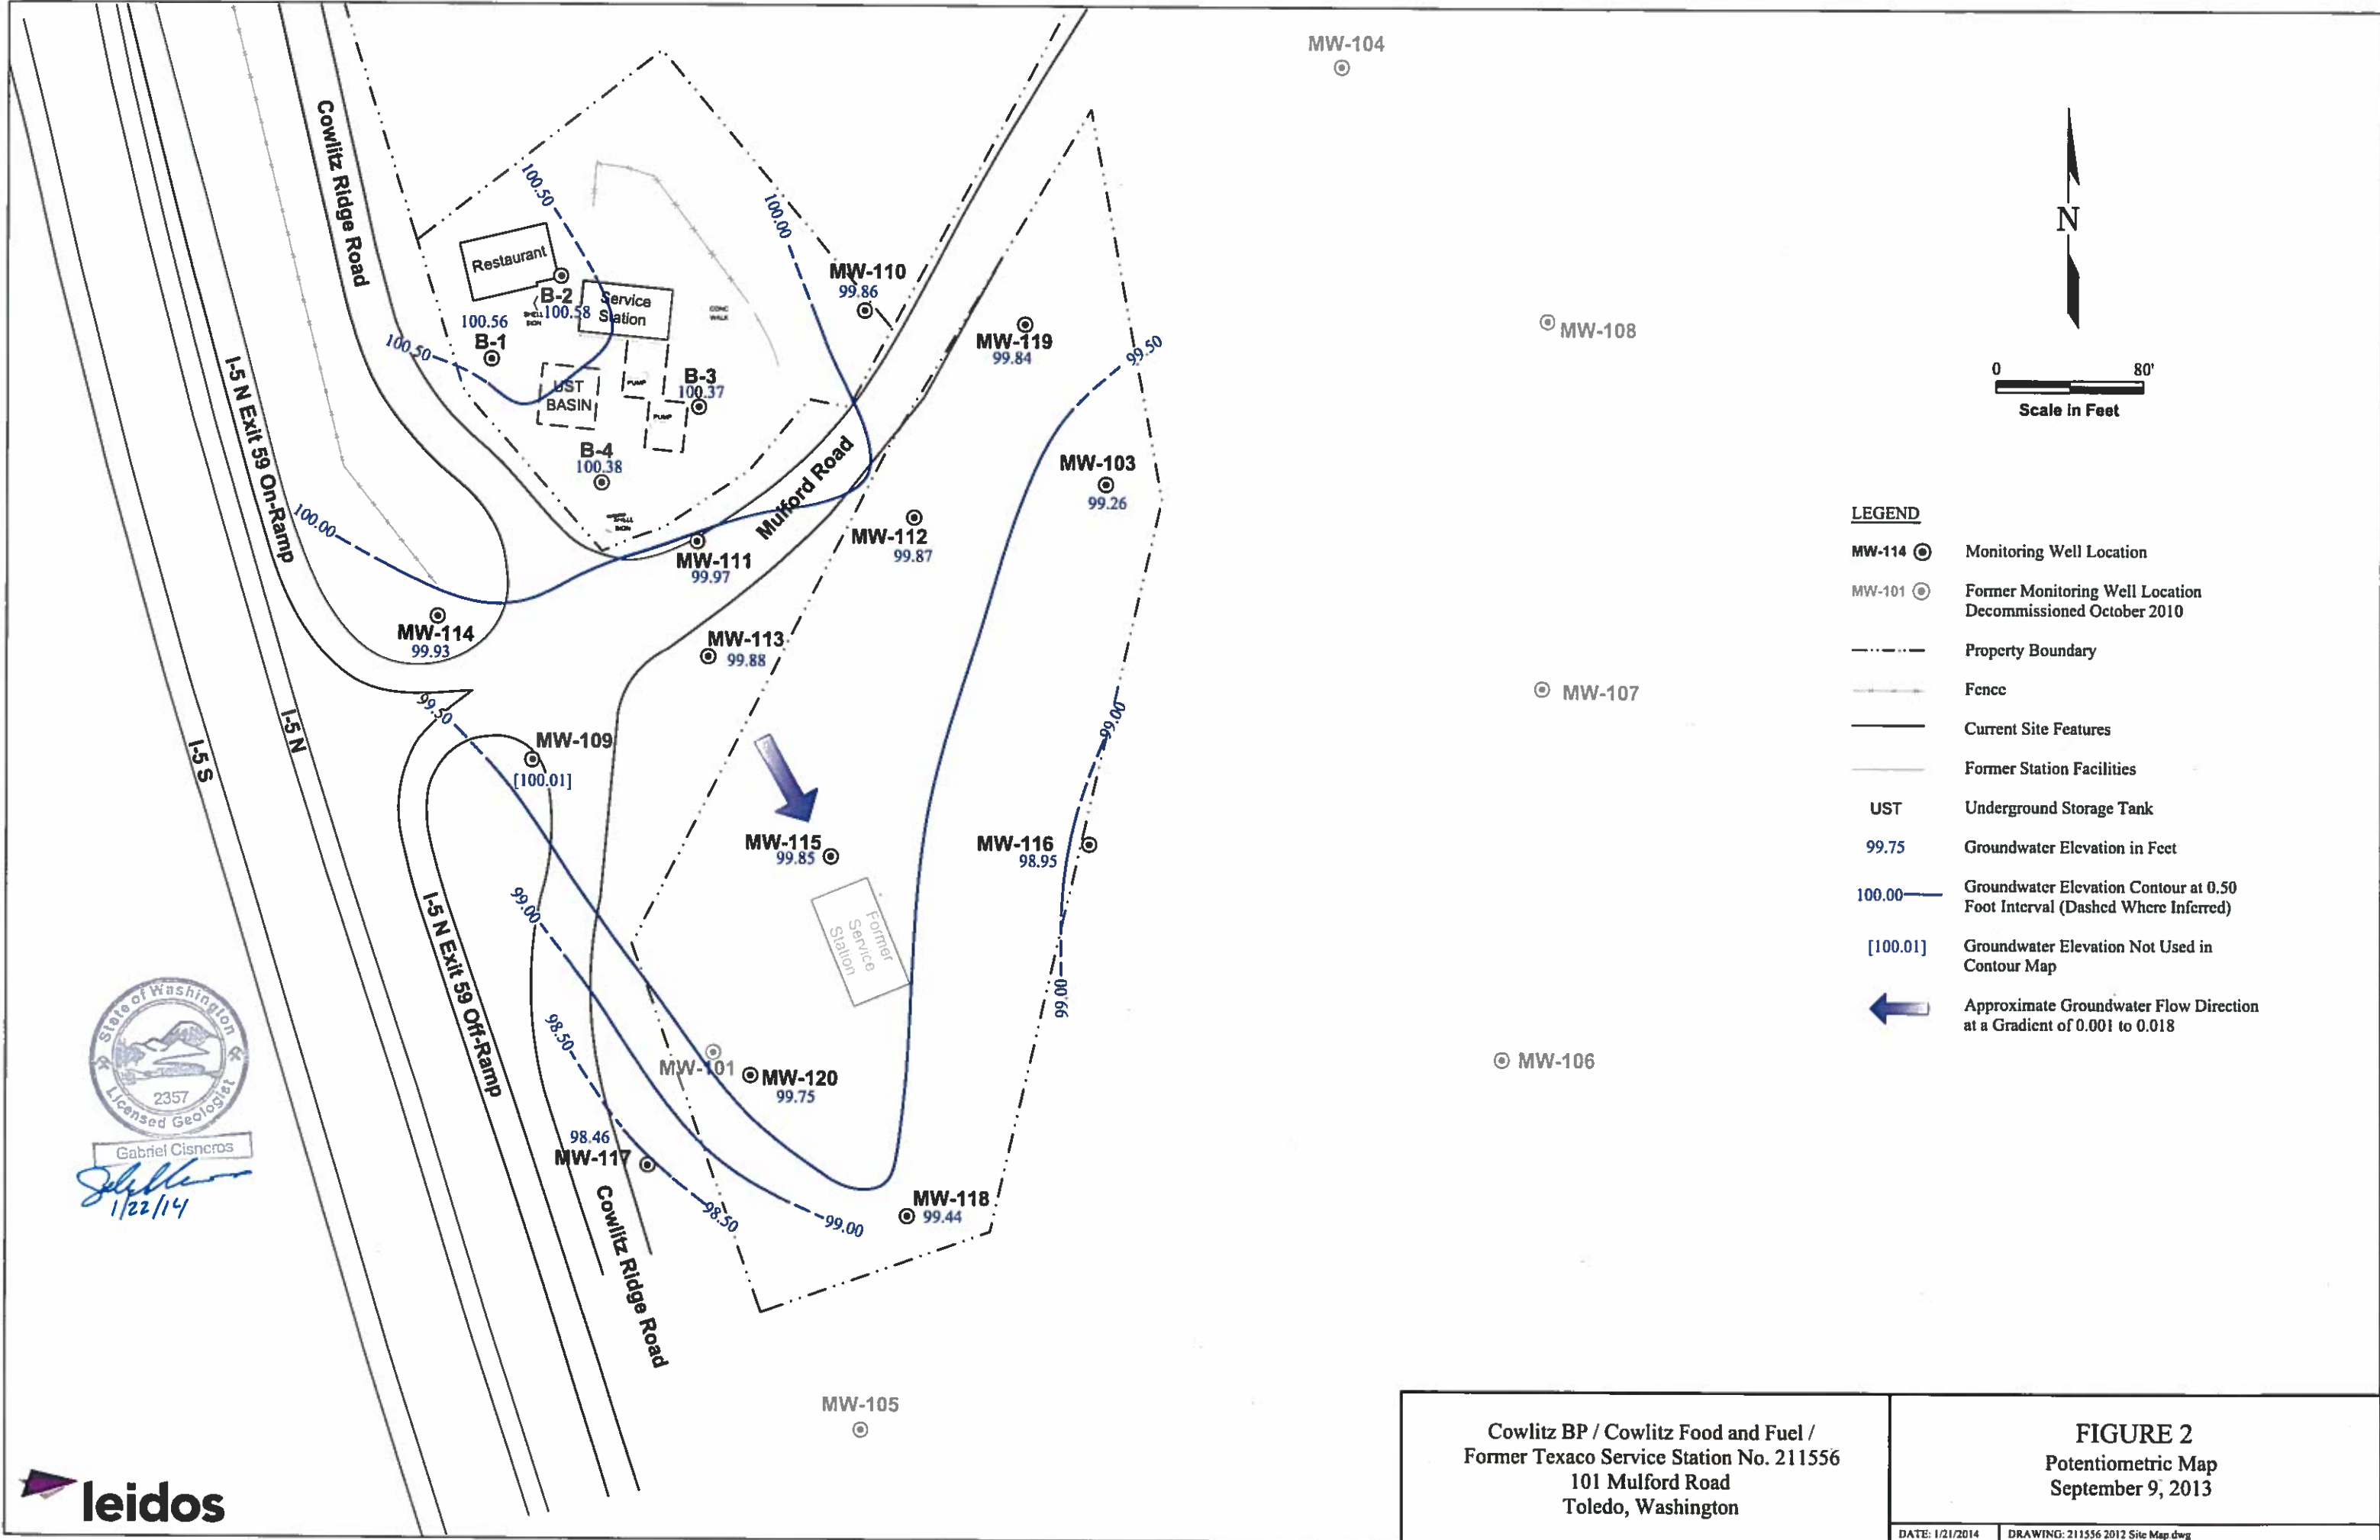 MW-104
Cowlitz Ridge Road
100.50
100.00
Restaurant
B-2
100.58
SHELL
SIGN
Service
Station
CONC
WALK
MW-110
99.86
MW-119
99.84
99.50
MW-108
N
0 80'
Scale in Feet
100.56
B-1
100.50
UST
BASIN
PUMP
B-3
100.37
PUMP
B-4
100.38
SHELL
SIGN
I-5 N Exit 59 On-Ramp
100.00
Mulford Road
MW-103
99.26
MW-111
99.97
MW-112
99.87
MW-114
99.93
MW-113
99.88
MW-107
99.50
99.00
I-5 S
I-5 N
MW-109
[100.01]
MW-115
99.85
MW-116
98.95
99.00
Former
Service
Station
I-5 N Exit 59 Off-Ramp
99.00
98.50
MW-101
MW-120
99.75
MW-106
98.46
MW-117
98.50
99.00
MW-118
99.44
Cowlitz Ridge Road
MW-105
LEGEND
MW-114 Monitoring Well Location
MW-101 Former Monitoring Well Location
Decommissioned October 2010
Property Boundary
Fence
Current Site Features
Former Station Facilities
UST Underground Storage Tank
99.75 Groundwater Elevation in Feet
100.00 Groundwater Elevation Contour at 0.50
Foot Interval (Dashed Where Inferred)
[100.01] Groundwater Elevation Not Used in
Contour Map
Approximate Groundwater Flow Direction
at a Gradient of 0.001 to 0.018
State of Washington
2357
Licensed Geologist
Gabriel Cisneros
1/22/14
leidos
Cowlitz BP / Cowlitz Food and Fuel /
Former Texaco Service Station No. 211556
101 Mulford Road
Toledo, Washington
FIGURE 2
Potentiometric Map
September 9, 2013
DATE: 1/21/2014 DRAWING: 211556 2012 Site Map.dwg